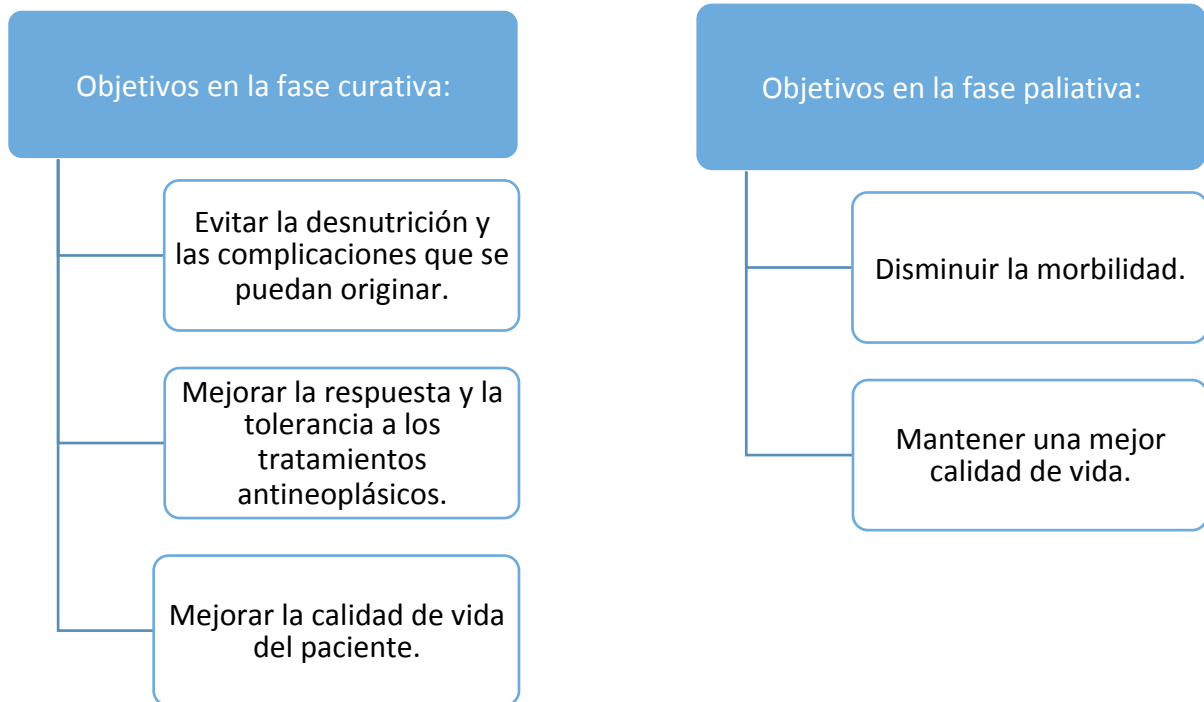 Objetivos en la fase curativa:
Evitar la desnutrición y
las complicaciones que se
puedan originar.
Mejorar la respuesta y la
tolerancia a los
tratamientos
antineoplásicos.
Mejorar la calidad de vida
del paciente.
Objetivos en la fase paliativa:
Disminuir la morbilidad.
Mantener una mejor
calidad de vida.